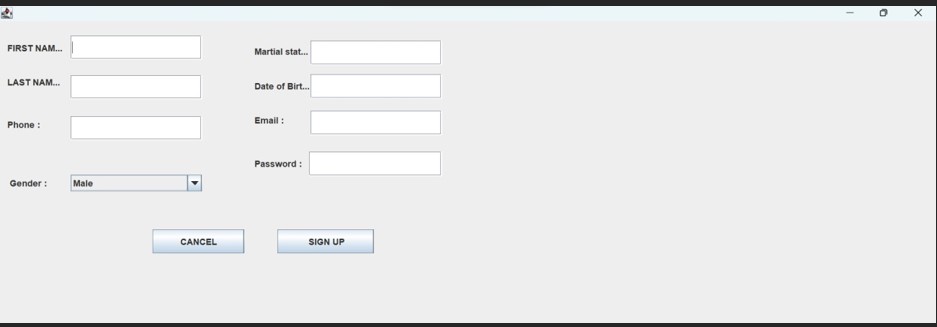 FIRST NAM...
Martial stat...
LAST NAM...
Date of Birt...
Phone :
Email :
Password :
Gender :
Male
CANCEL
SIGN UP